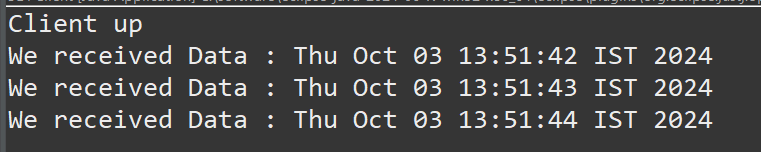 Client up
We received Data : Thu Oct 03 13:51:42 IST 2024
We received Data : Thu Oct 03 13:51:43 IST 2024
We received Data : Thu Oct 03 13:51:44 IST 2024